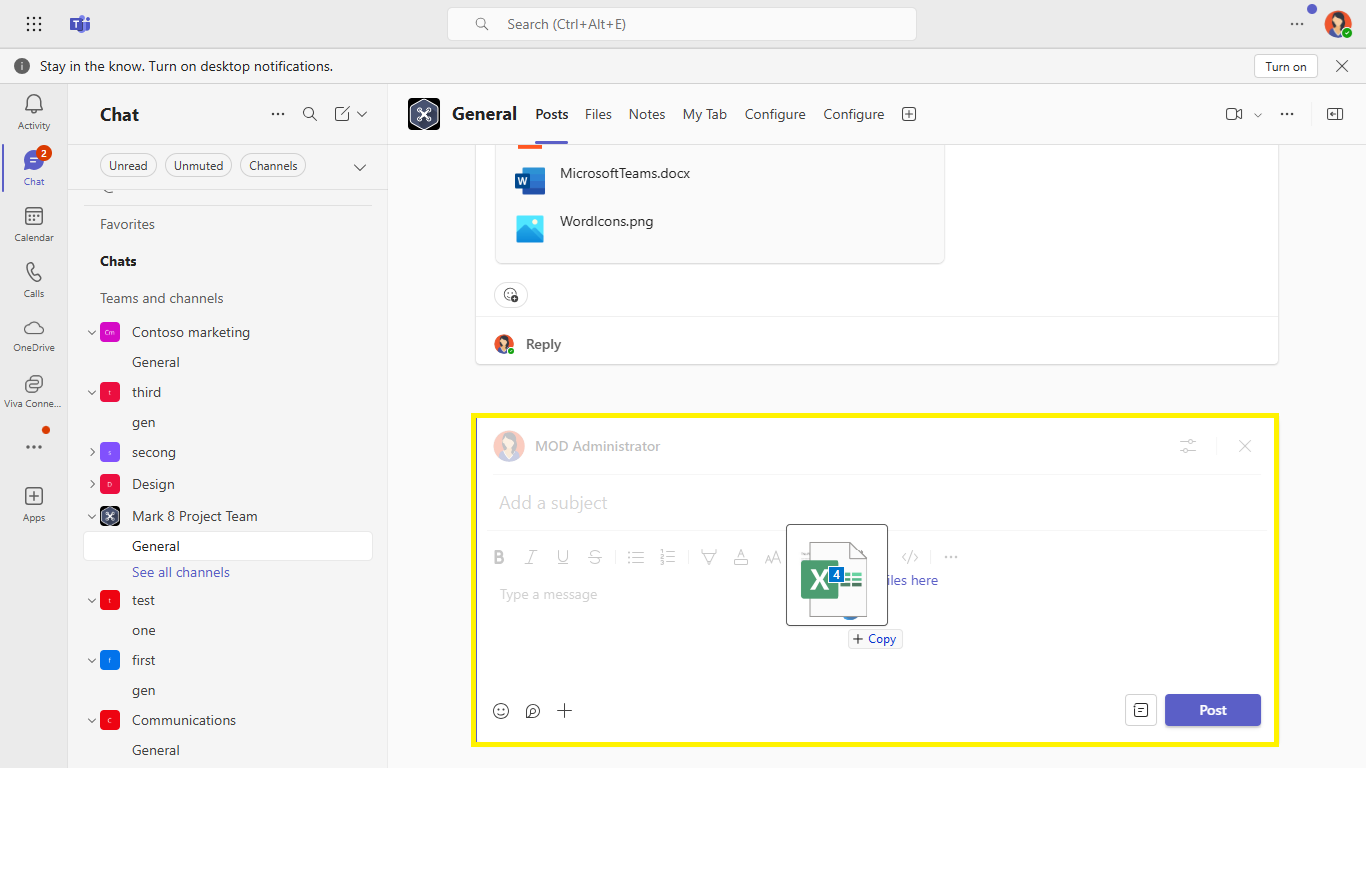 Search (Ctrl+Alt+E)
Stay in the know. Turn on desktop notifications.
Turn on
Activity
2
Chat
Calendar
Calls
OneDrive
Viva Conne...
Apps
Chat
Unread Unmuted Channels
Favorites
Chats
Teams and channels
Cm Contoso marketing
General
t third
gen
s secong
D Design
Mark 8 Project Team
General
See all channels
t test
one
f first
gen
C Communications
General
General Posts Files Notes My Tab Configure Configure
W MicrosoftTeams.docx
WordIcons.png
Reply
MOD Administrator
Add a subject
B I U S AA </>
X 4
files here
Type a message
+ Copy
Post